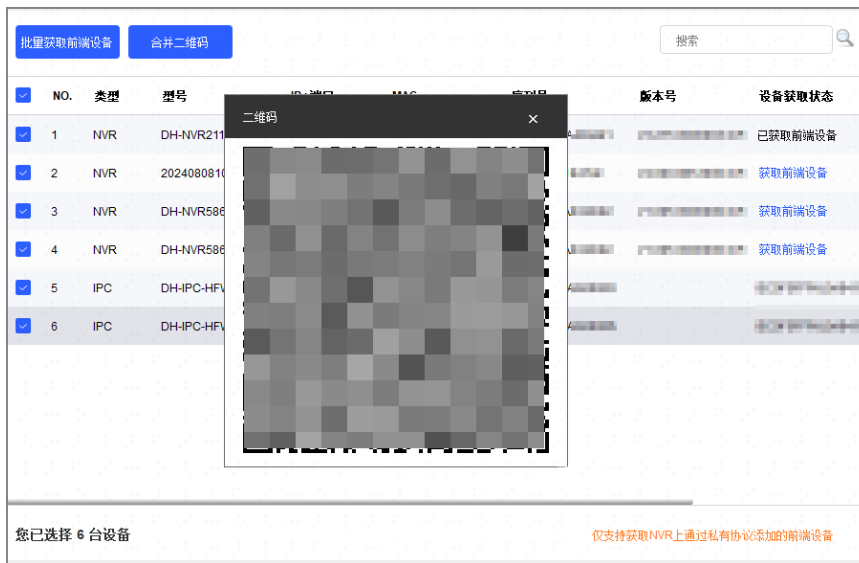 批量获取前端设备 合并二维码 搜索
NO. 类型 型号 版本号 设备获取状态
二维码 ×
1 NVR DH-NVR211 已获取前端设备
2 NVR 2024080810 获取前端设备
3 NVR DH-NVR586 获取前端设备
4 NVR DH-NVR586 获取前端设备
5 IPC DH-IPC-HFW
6 IPC DH-IPC-HFW
您已选择 6 台设备 仅支持获取NVR上通过私有协议添加的前端设备